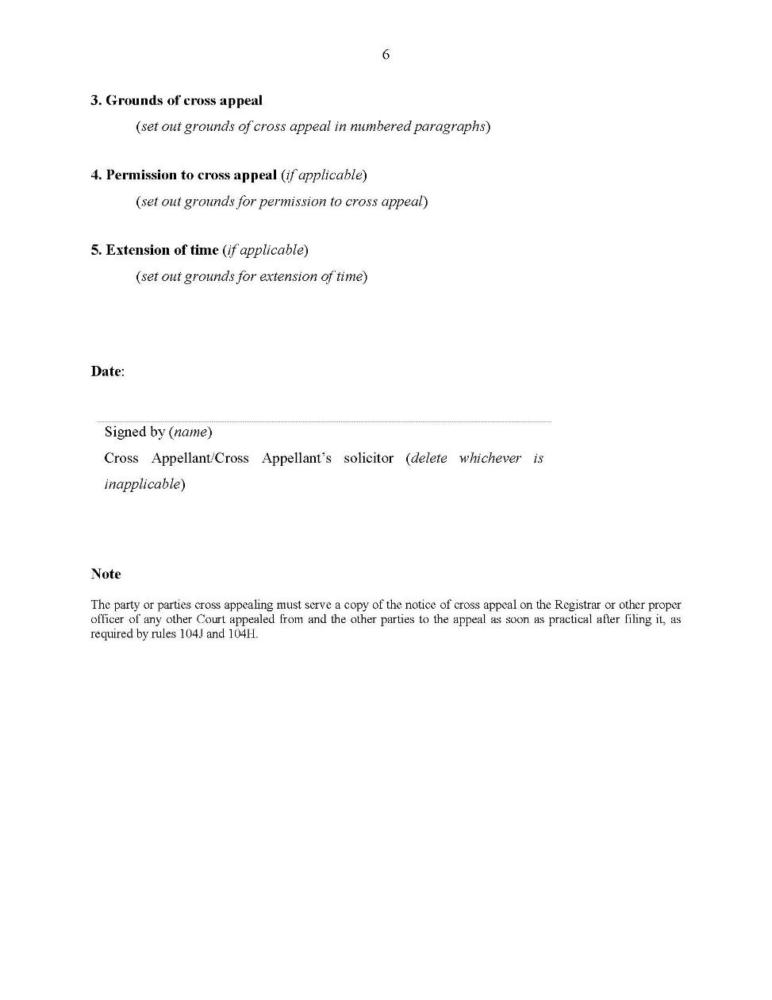 6
3. Grounds of cross appeal
(set out grounds of cross appeal in numbered paragraphs)
4. Permission to cross appeal (if applicable)
(set out grounds for permission to cross appeal)
5. Extension of time (if applicable)
(set out grounds for extension of time)
Date:
Signed by (name)
Cross Appellant/Cross Appellant’s solicitor (delete whichever is
inapplicable)
Note
The party or parties cross appealing must serve a copy of the notice of cross appeal on the Registrar or other proper
officer of any other Court appealed from and the other parties to the appeal as soon as practical after filing it, as
required by rules 104J and 104H.